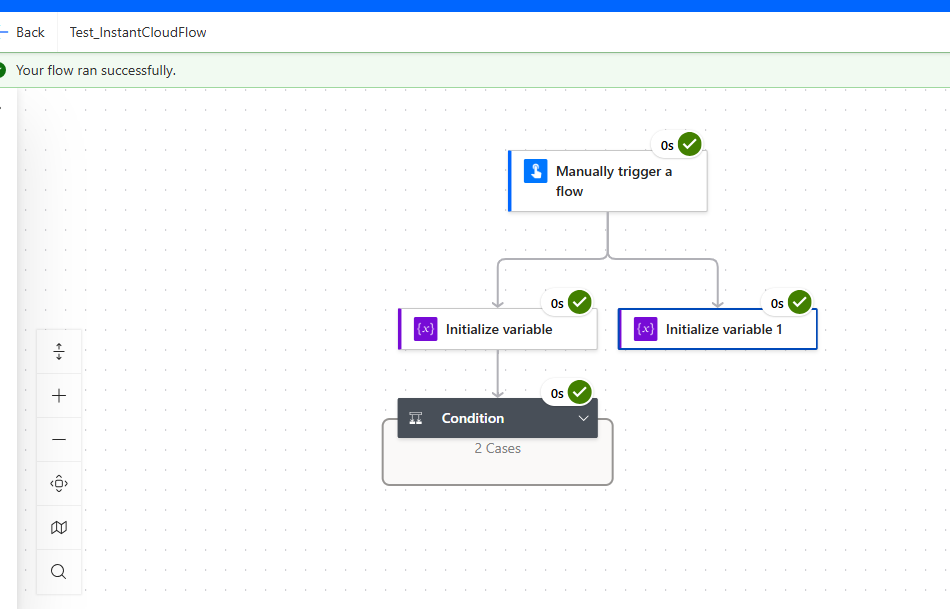 Back
Test_InstantCloudFlow
Your flow ran successfully.
0s
Manually trigger a
flow
0s
{x}
Initialize variable
0s
{x}
Initialize variable 1
0s
Condition
2 Cases